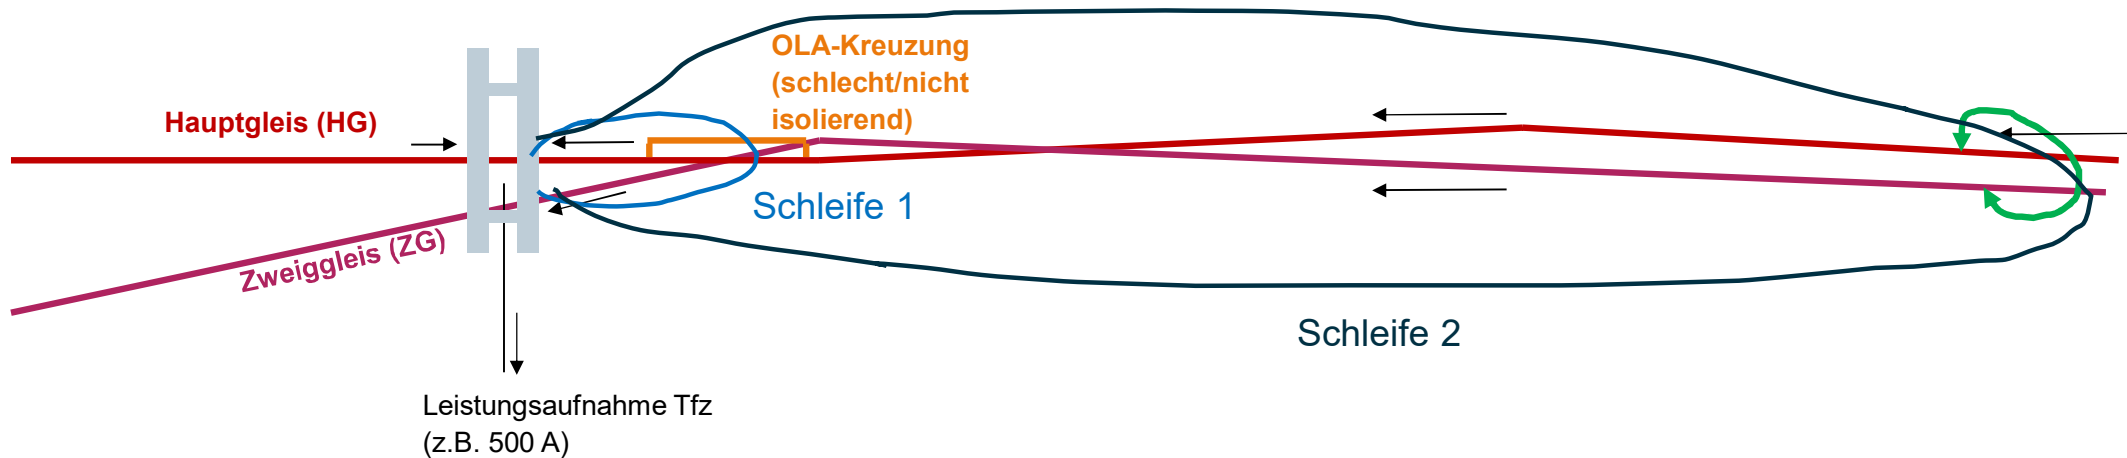 OLA-Kreuzung
(schlecht/nicht
isolierend)
Hauptgleis (HG)
Schleife 1
Zweiggleis (ZG)
Schleife 2
Leistungsaufnahme Tfz
(z.B. 500 A)